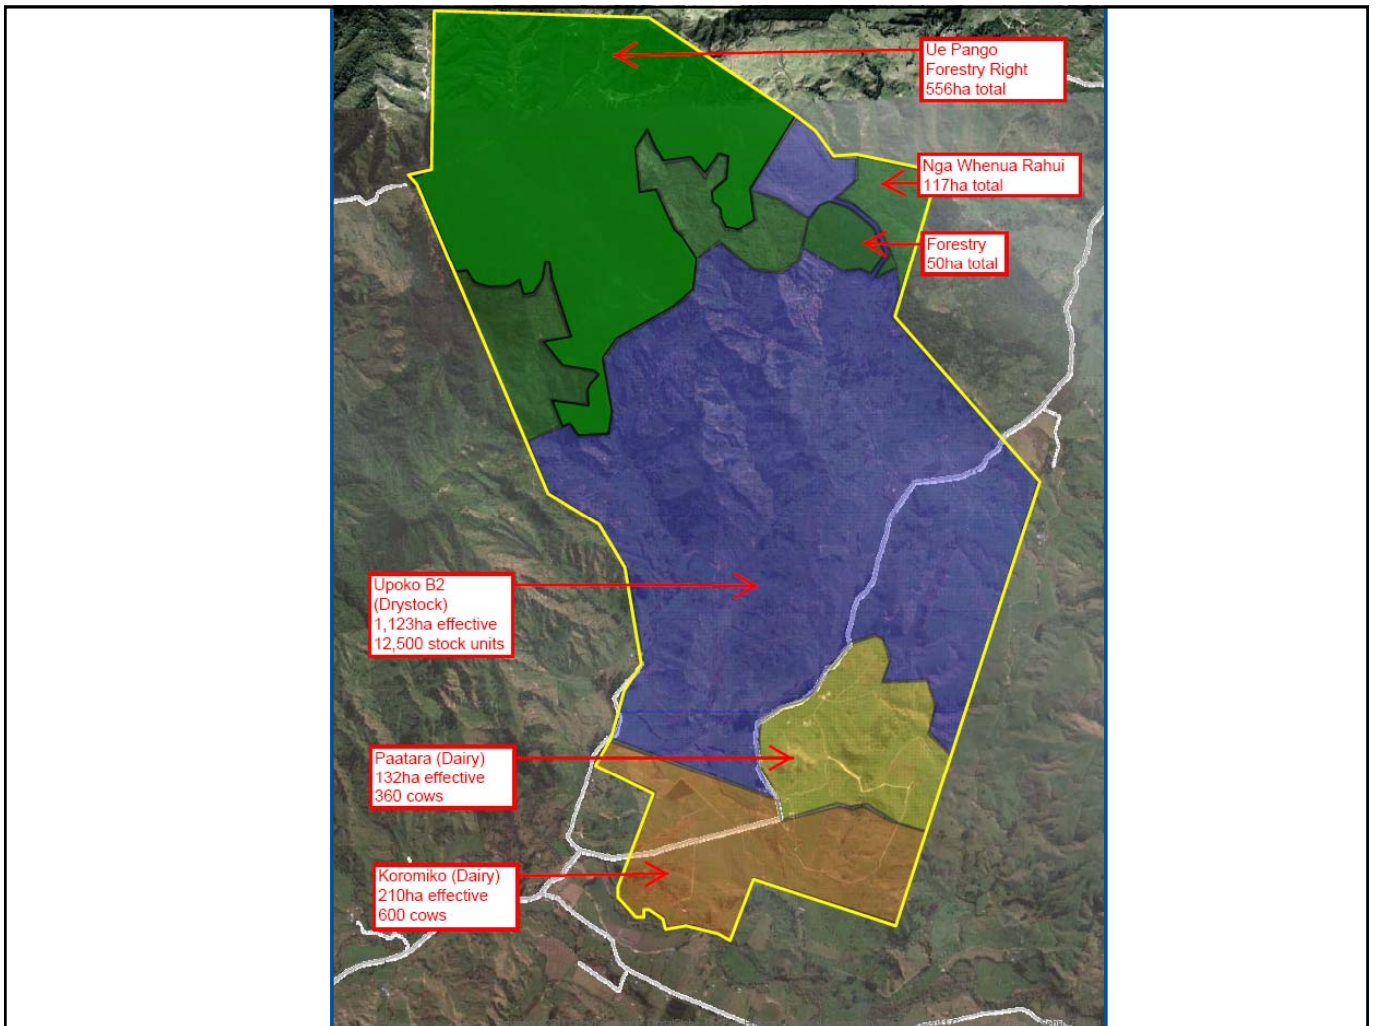 Ue Pango
Forestry Right
556ha total
Nga Whenua Rahui
117ha total
Forestry
50ha total
Upoko B2
(Drystock)
1,123ha effective
12,500 stock units
Paatara (Dairy)
132ha effective
360 cows
Koromiko (Dairy)
210ha effective
600 cows